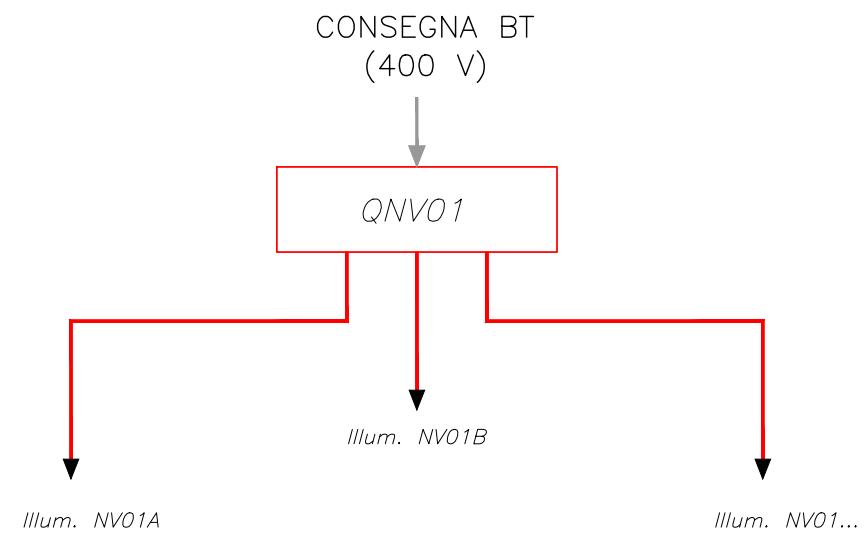 CONSEGNA BT
(400 V)
QNV01
Illum. NV01B
Illum. NV01A
Illum. NV01...